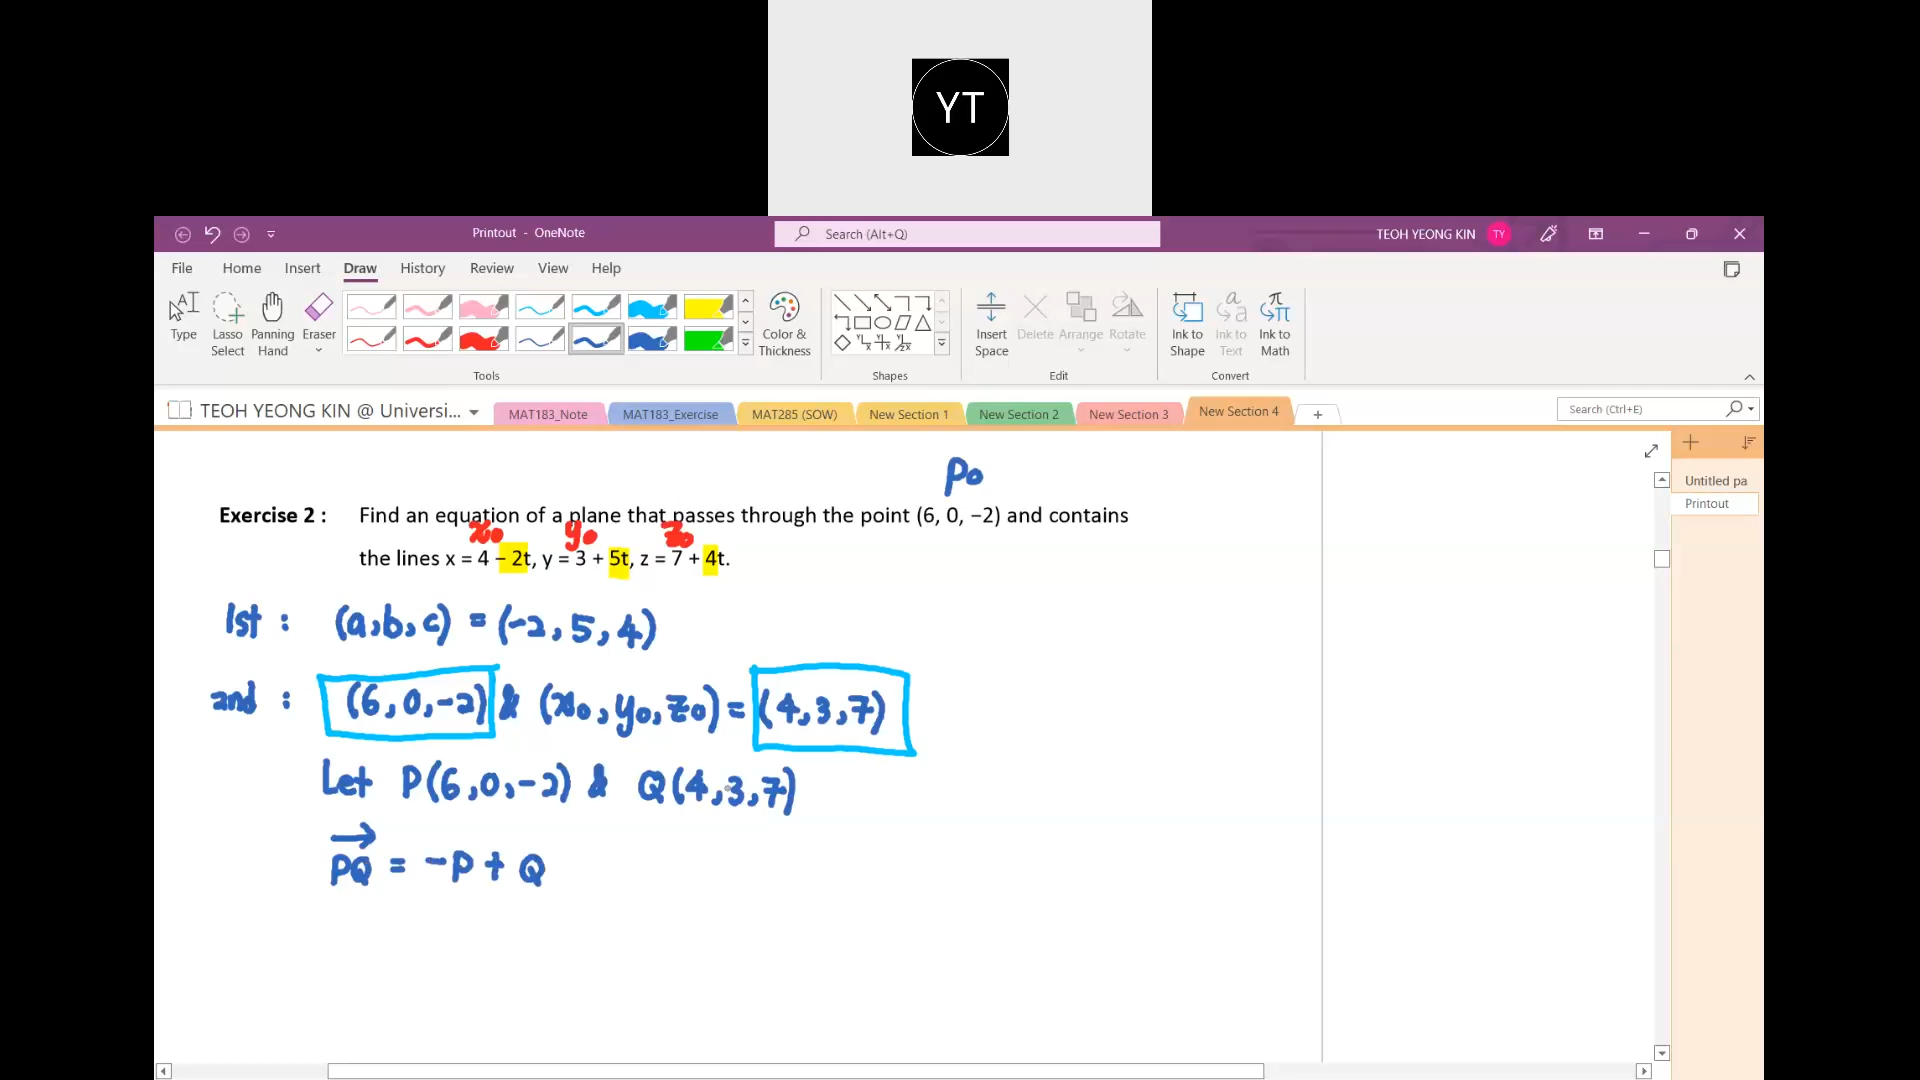 YT
Printout - OneNote
Search (Alt+Q)
TEOH YEONG KIN TY
File Home Insert Draw History Review View Help
Type Lasso Select Panning Hand Eraser Color & Thickness Insert Space Delete Arrange Rotate Ink to Shape Ink to Text Ink to Math
Tools Shapes Edit Convert
TEOH YEONG KIN @ Universi... MAT183_Note MAT183_Exercise MAT285 (SOW) New Section 1 New Section 2 New Section 3 New Section 4 + Search (Ctrl+E)
Untitled pa
Printout
P₀
Exercise 2 : Find an equation of a plane that passes through the point (6, 0, −2) and contains
x₀ y₀ z₀
the lines x = 4 − 2t, y = 3 + 5t, z = 7 + 4t.
1st : (a,b,c) = (-2, 5, 4)
2nd : (6, 0, -2) & (x₀, y₀, z₀) = (4, 3, 7)
Let P(6, 0, -2) & Q(4, 3, 7)
→
PQ = -P + Q